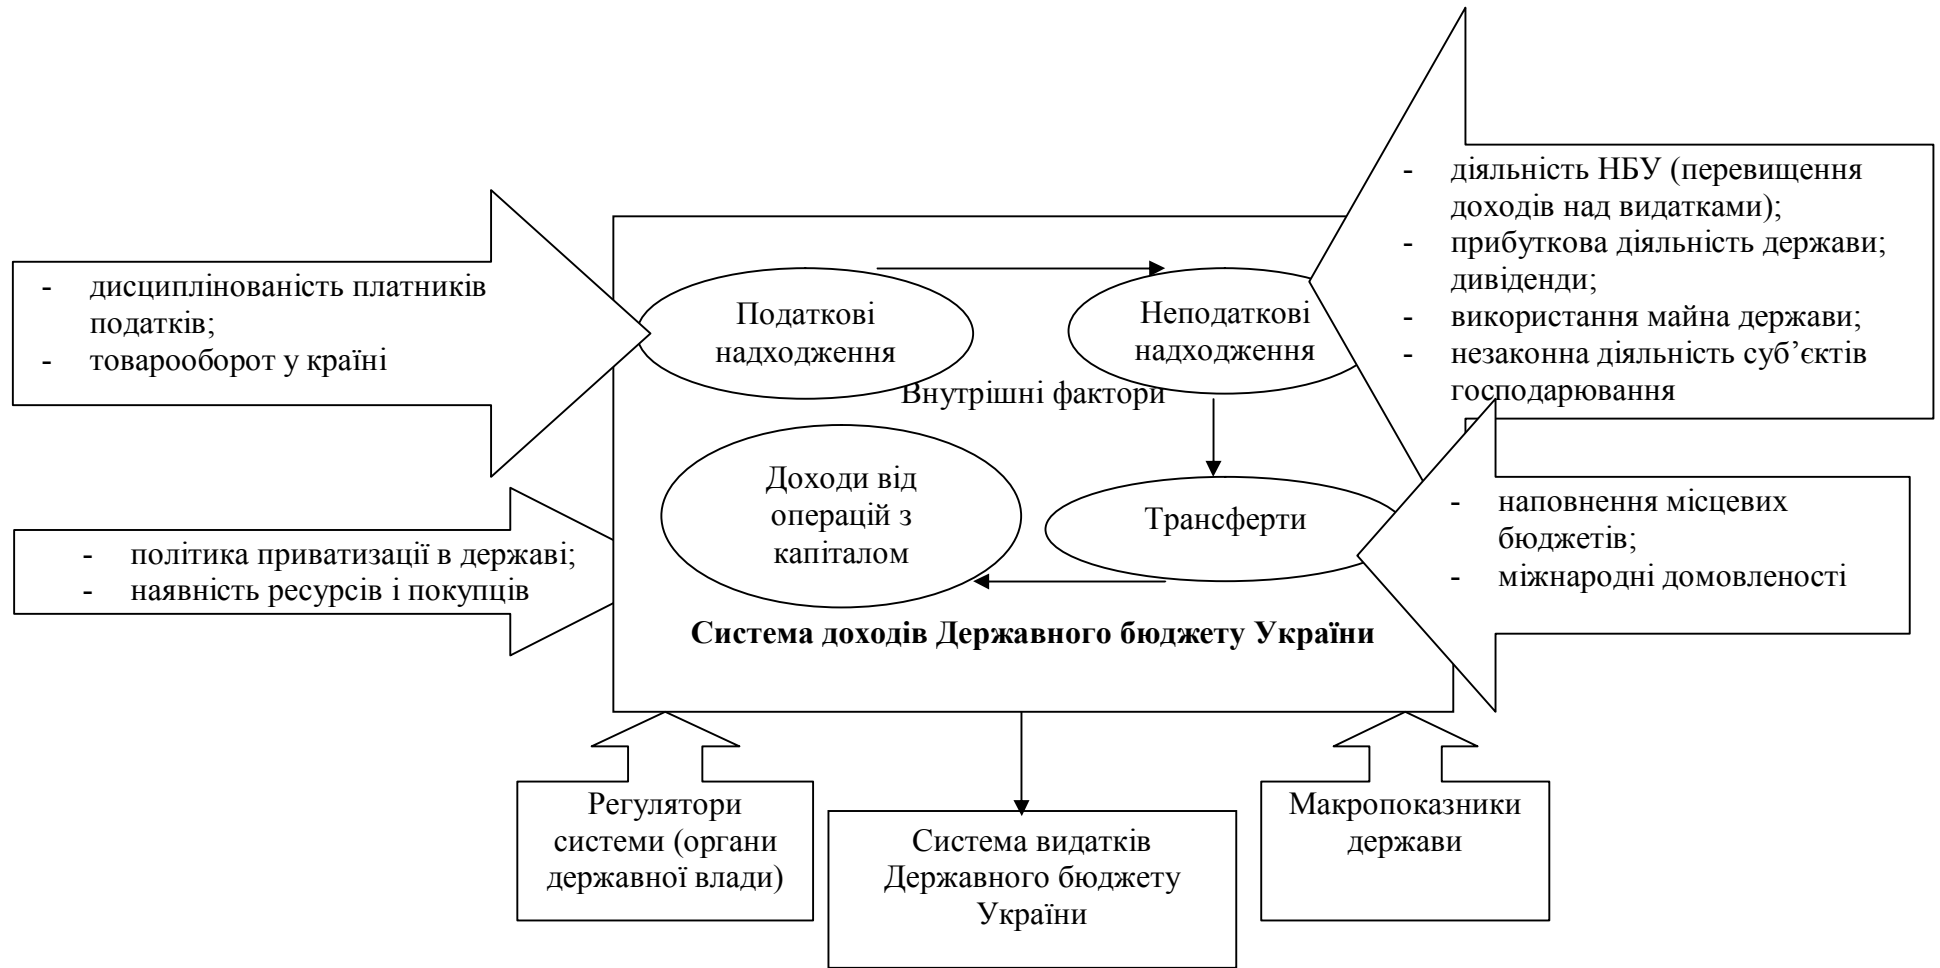 - діяльність НБУ (перевищення
доходів над видатками);
- прибуткова діяльність держави;
дивіденди;
- використання майна держави;
- незаконна діяльність суб’єктів
господарювання
- дисциплінованість платників
податків;
- товарооборот у країні
Податкові
надходження
Неподаткові
надходження
Внутрішні фактори
Доходи від
операцій з
капіталом
Трансферти
- наповнення місцевих
бюджетів;
- міжнародні домовленості
- політика приватизації в державі;
- наявність ресурсів і покупців
Система доходів Державного бюджету України
Регулятори
системи (органи
державної влади)
Система видатків
Державного бюджету
України
Макропоказники
держави